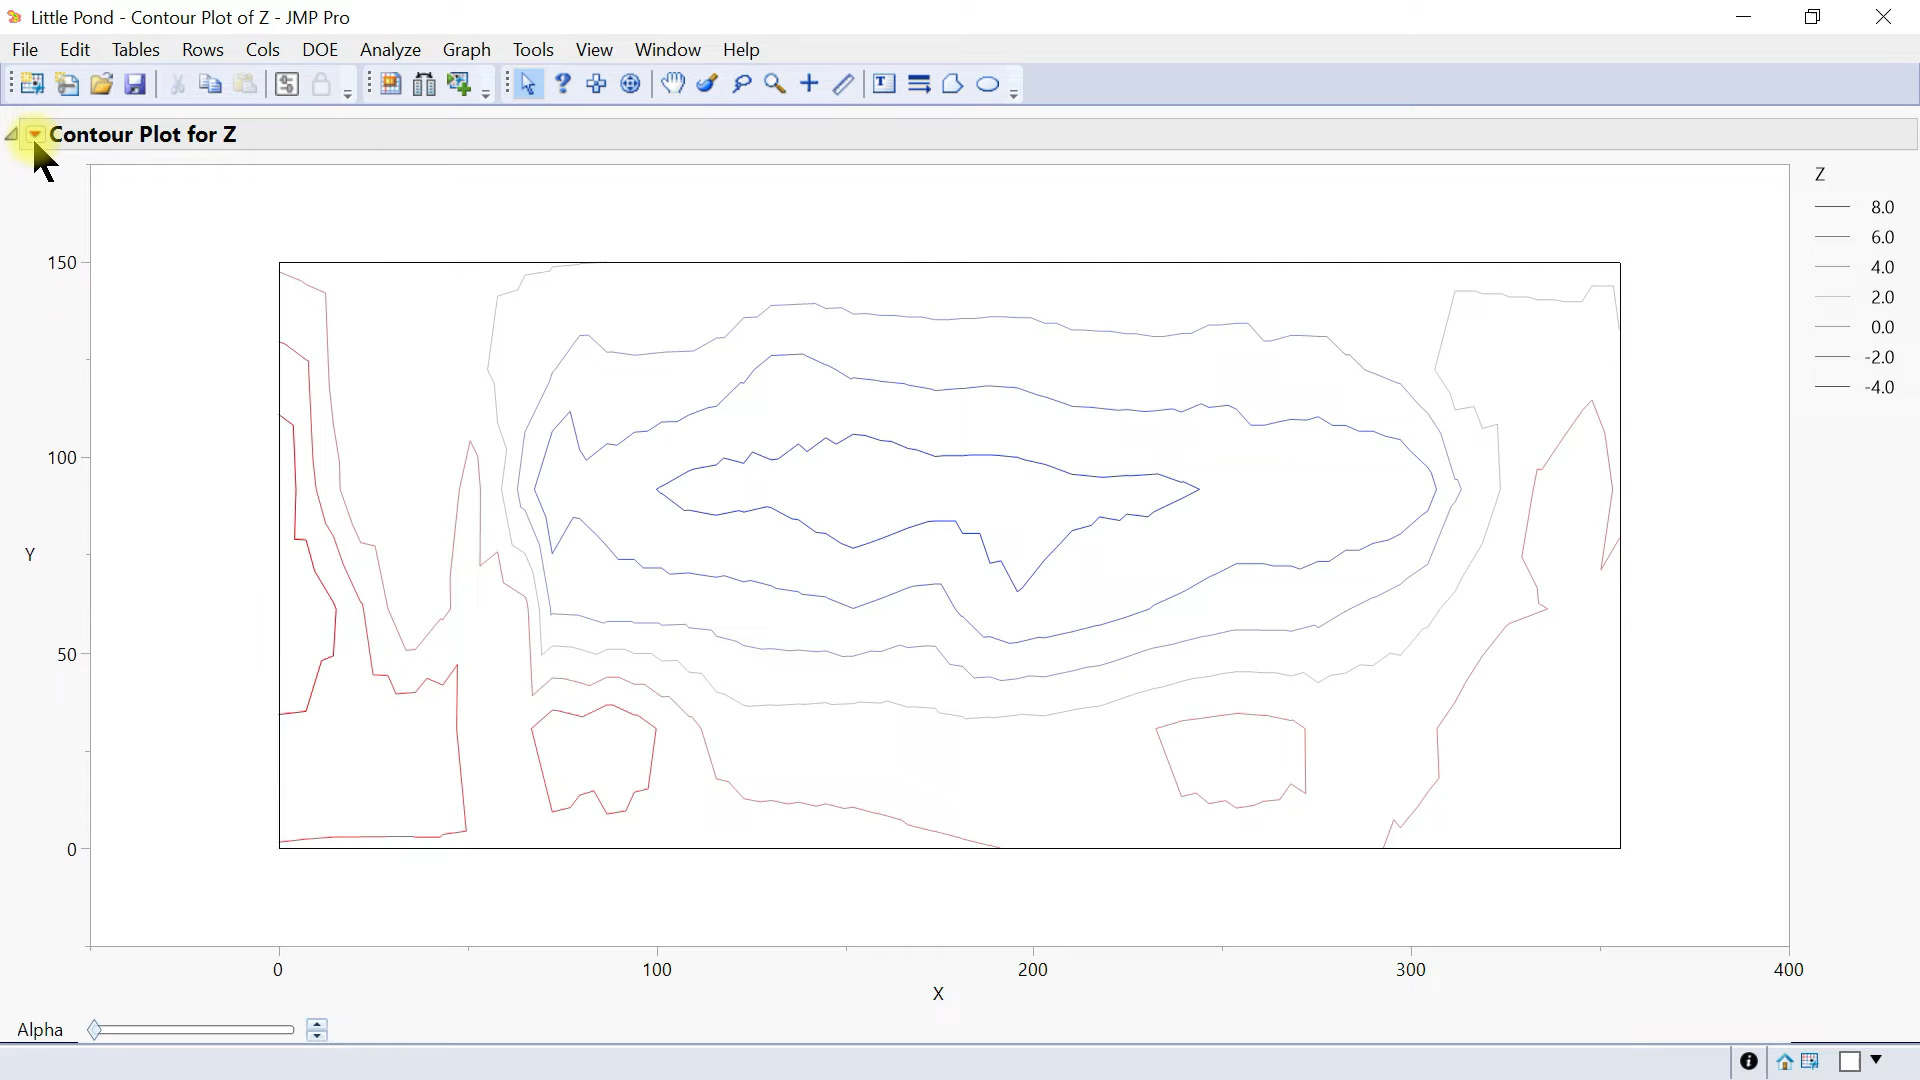 Little Pond - Contour Plot of Z - JMP Pro
File Edit Tables Rows Cols DOE Analyze Graph Tools View Window Help
Contour Plot for Z
Z
8.0
6.0
4.0
2.0
0.0
-2.0
-4.0
150
100
50
0
Y
0 100 200 300 400
X
Alpha